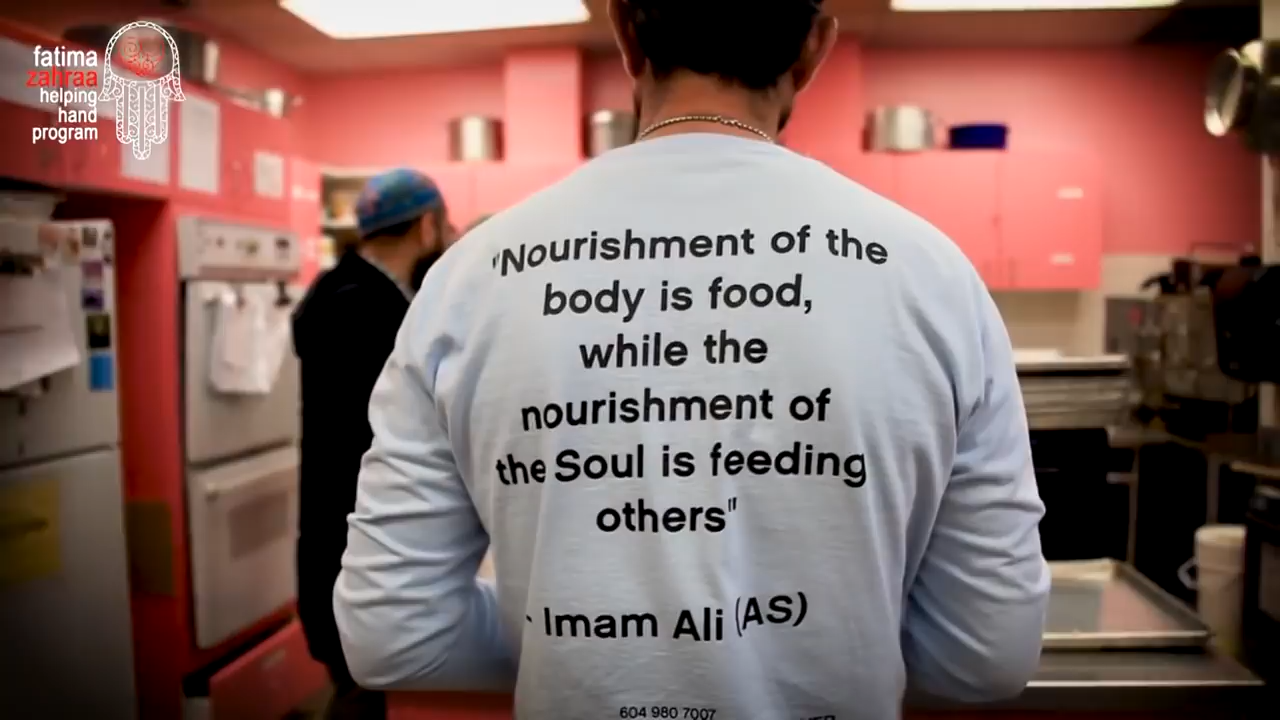 fatima
zahraa
helping
hand
program
"Nourishment of the
body is food,
while the
nourishment of
the Soul is feeding
others"
- Imam Ali (AS)
604 980 7007